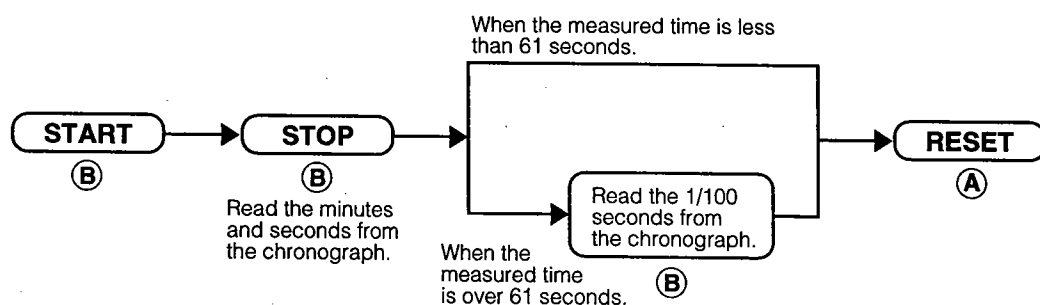 When the measured time is less
than 61 seconds.
START
STOP
RESET
B
B
A
Read the minutes
and seconds from
the chronograph.
Read the 1/100
seconds from
the chronograph.
When the
measured time
is over 61 seconds.
B